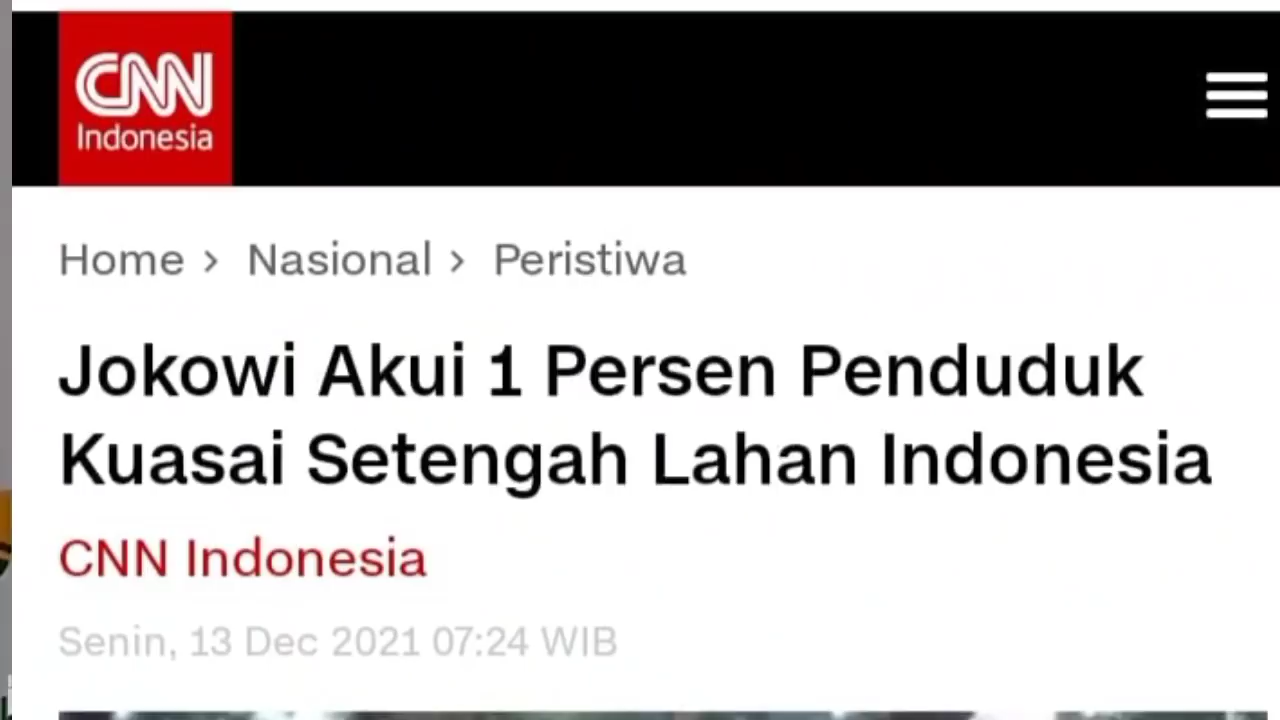 CNN
Indonesia
Home > Nasional > Peristiwa
Jokowi Akui 1 Persen Penduduk
Kuasai Setengah Lahan Indonesia
CNN Indonesia
Senin, 13 Dec 2021 07:24 WIB